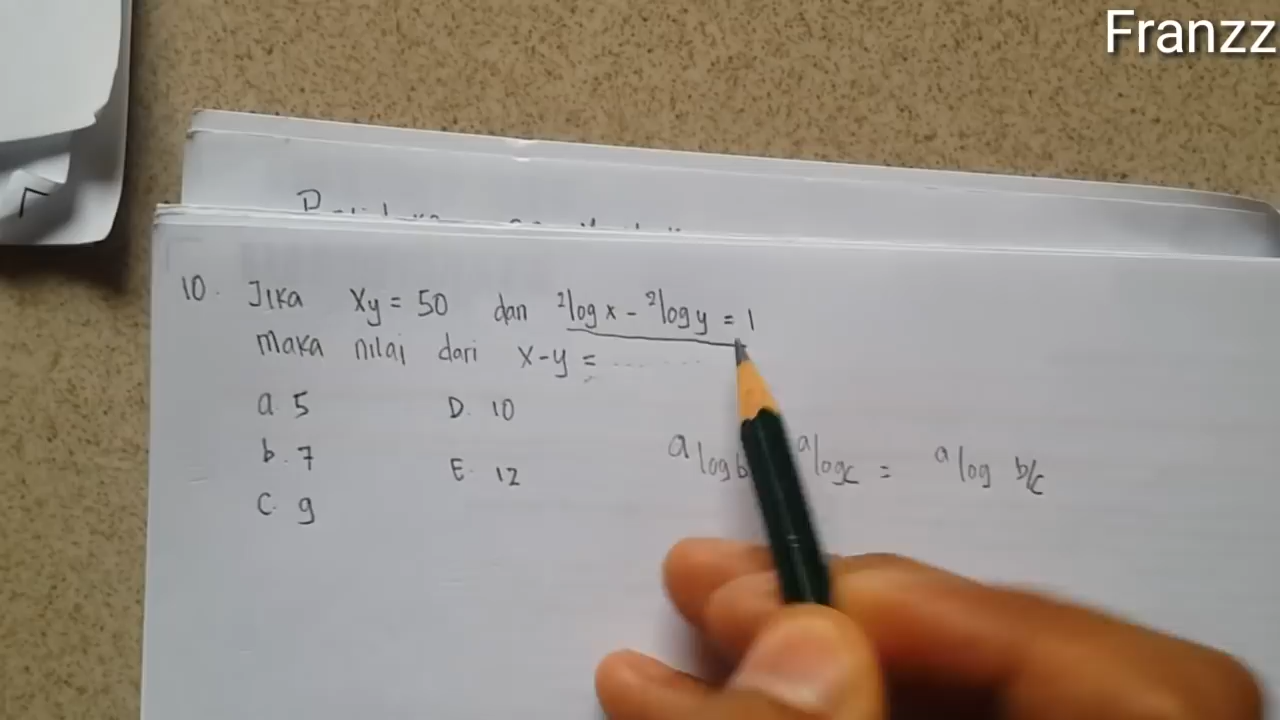 Franzz
10. Jika xy = 50 dan ²log x - ²log y = 1
maka nilai dari x-y = ........
a. 5 D. 10
b. 7 E. 12
C. 9
ᵃlog b ᵃlog c = ᵃlog b/c